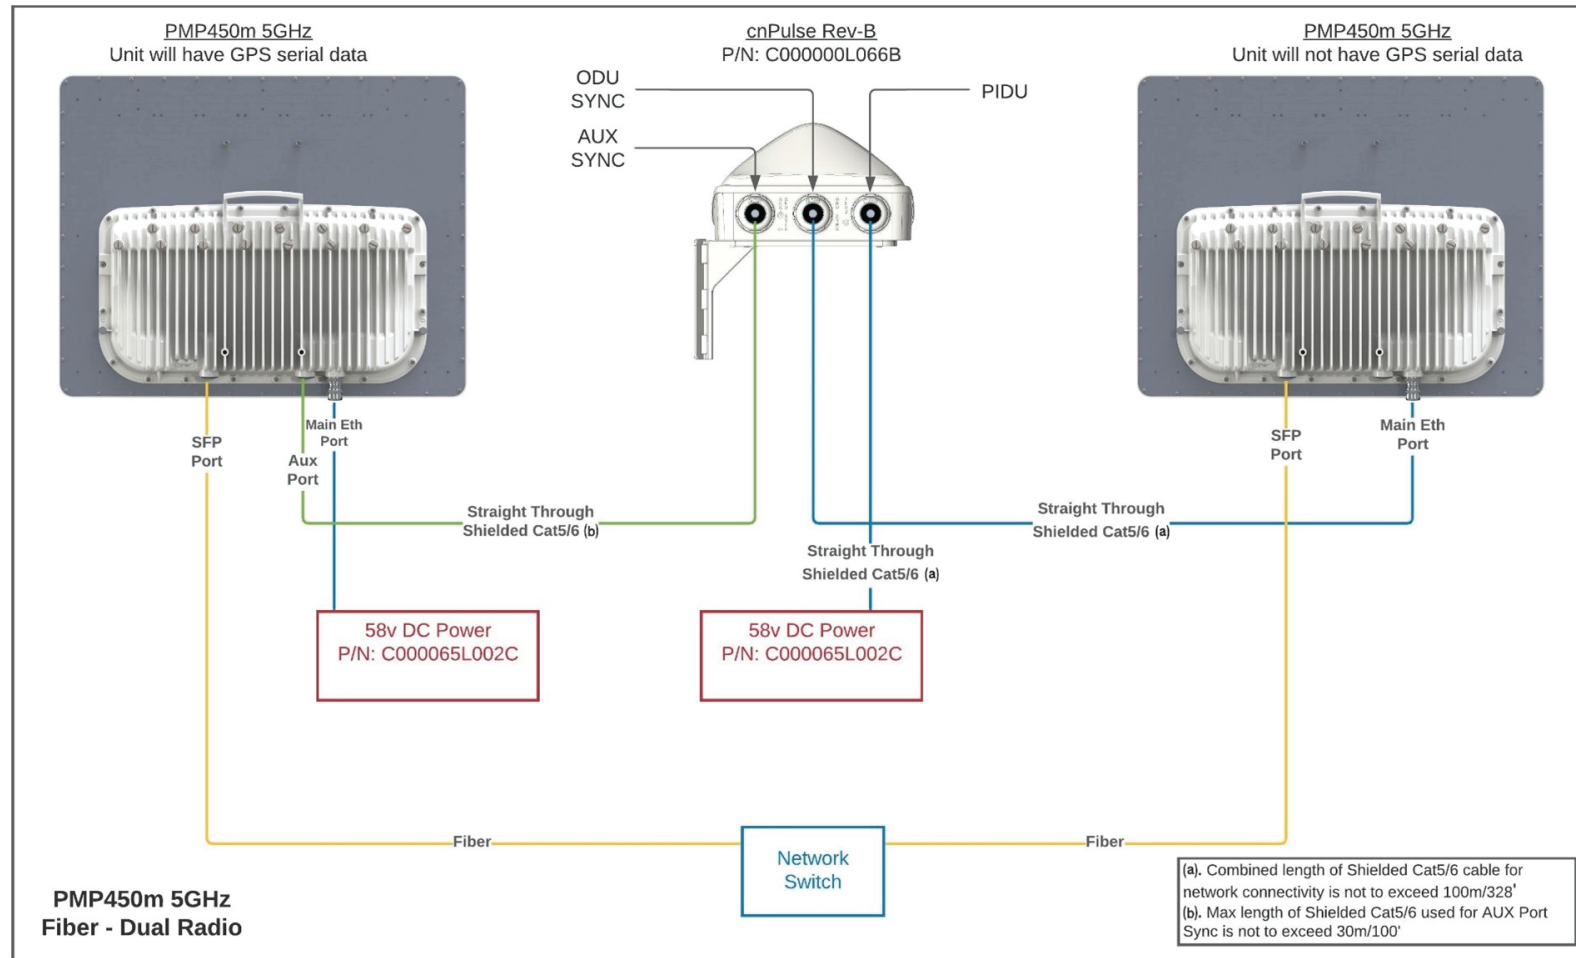 PMP450m 5GHz
Unit will have GPS serial data
cnPulse Rev-B
P/N: C000000L066B
PMP450m 5GHz
Unit will not have GPS serial data
ODU
SYNC
PIDU
AUX
SYNC
SFP
Port
Aux
Port
Main Eth
Port
SFP
Port
Main Eth
Port
Straight Through
Shielded Cat5/6 (b)
Straight Through
Shielded Cat5/6 (a)
Straight Through
Shielded Cat5/6 (a)
58v DC Power
P/N: C000065L002C
58v DC Power
P/N: C000065L002C
Fiber
Network
Switch
Fiber
PMP450m 5GHz
Fiber - Dual Radio
(a). Combined length of Shielded Cat5/6 cable for
network connectivity is not to exceed 100m/328'
(b). Max length of Shielded Cat5/6 used for AUX Port
Sync is not to exceed 30m/100'